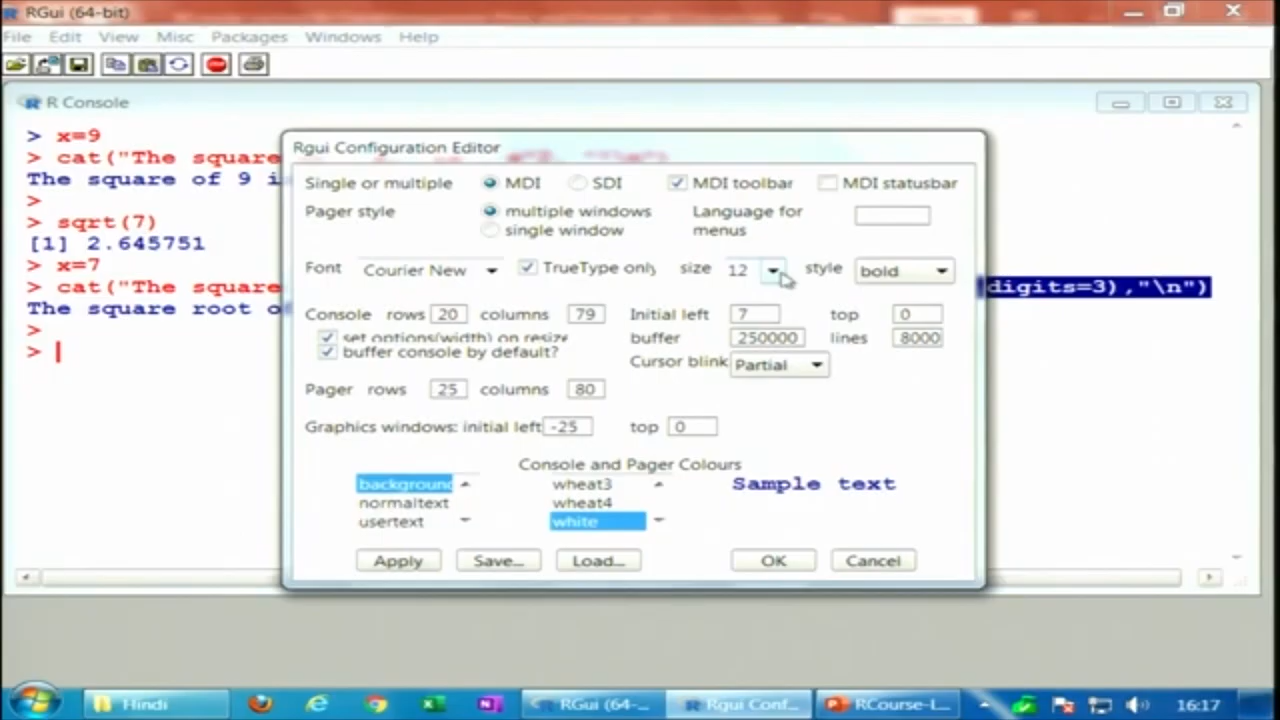 RGui (64-bit)
File Edit View Misc Packages Windows Help
STOP
R Console
> x=9
> cat("The square
The square of 9 i
>
> sqrt(7)
[1] 2.645751
> x=7
> cat("The square digits=3),"\n")
The square root o
>
>
Rgui Configuration Editor
Single or multiple MDI SDI MDI toolbar MDI statusbar
Pager style multiple windows Language for
single window menus
Font Courier New TrueType only size 12 style bold
Console rows 20 columns 79 Initial left 7 top 0
set options(width) on resize buffer 250000 lines 8000
buffer console by default?
Cursor blink Partial
Pager rows 25 columns 80
Graphics windows: initial left -25 top 0
Console and Pager Colours
background wheat3 Sample text
normaltext wheat4
usertext white
Apply Save... Load... OK Cancel
Hindi RGui (64-... Rgui Conf... RCourse-L... 16:17